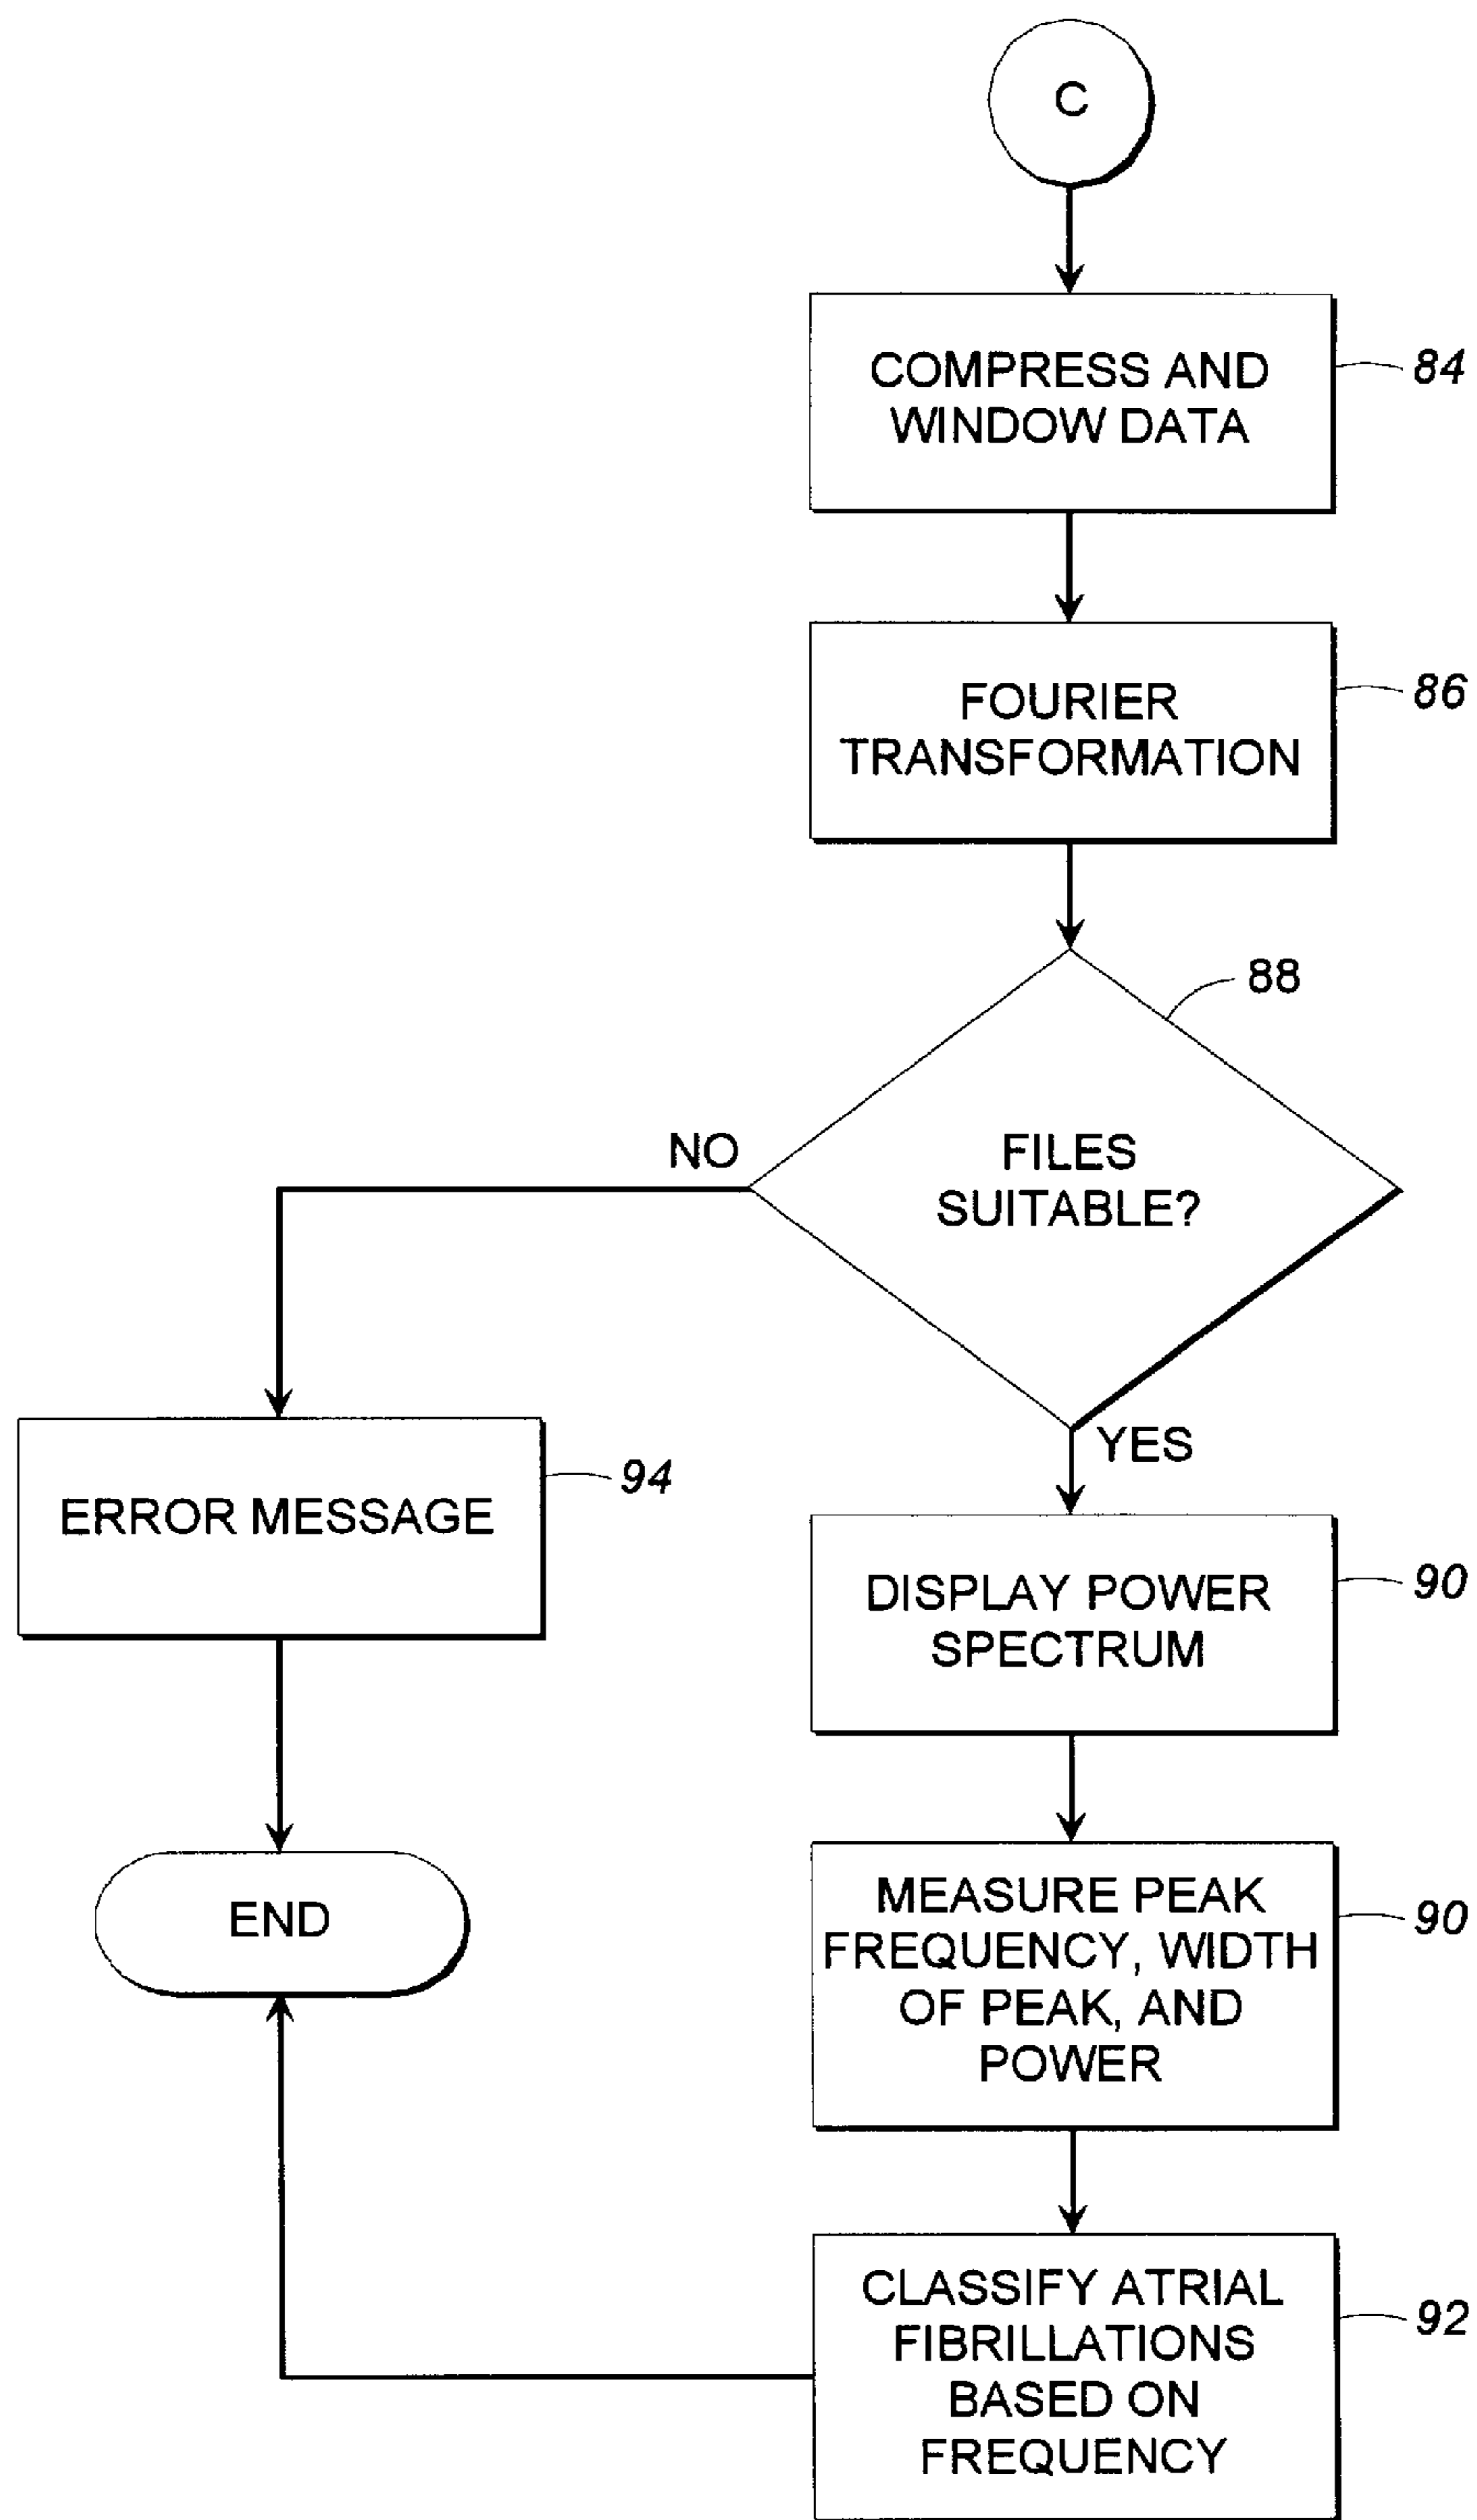 C
COMPRESS AND
WINDOW DATA
84
FOURIER
TRANSFORMATION
86
88
FILES
SUITABLE?
NO
YES
ERROR MESSAGE
94
DISPLAY POWER
SPECTRUM
90
END
MEASURE PEAK
FREQUENCY, WIDTH
OF PEAK, AND
POWER
90
CLASSIFY ATRIAL
FIBRILLATIONS
BASED ON
FREQUENCY
92